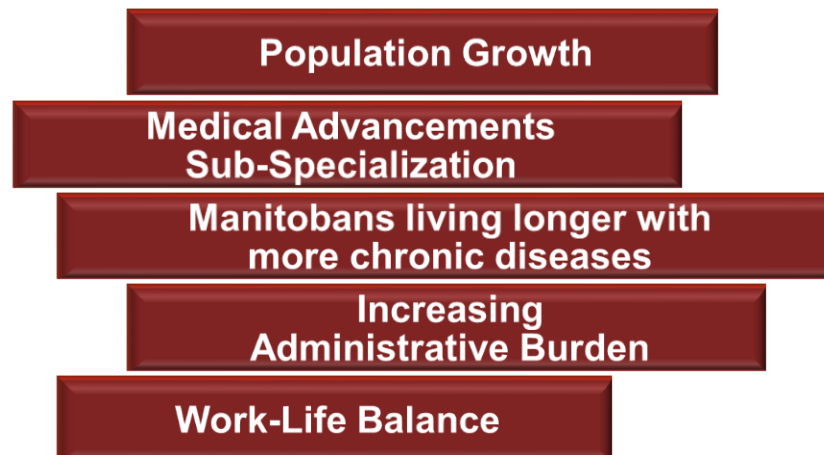 Population Growth
Medical Advancements
Sub-Specialization
Manitobans living longer with
more chronic diseases
Increasing
Administrative Burden
Work-Life Balance